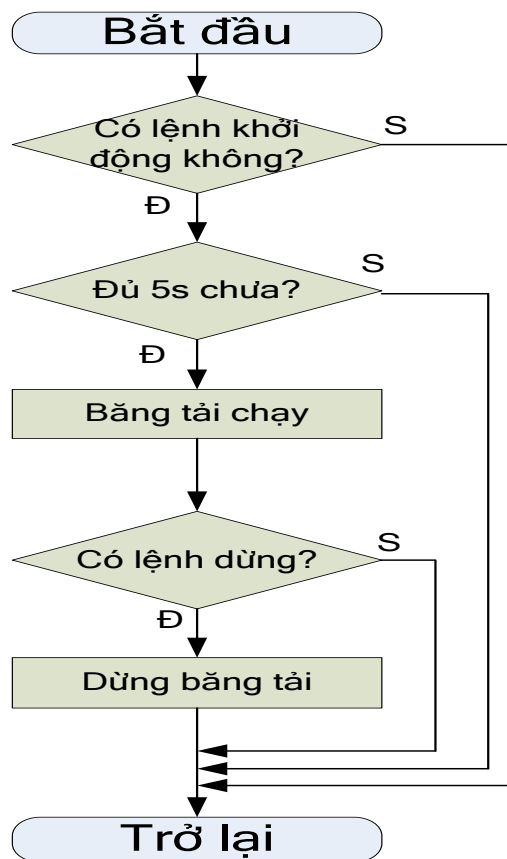 Bắt đầu
Có lệnh khởi
động không?
S
Đ
Đủ 5s chưa?
S
Đ
Băng tải chạy
Có lệnh dừng?
S
Đ
Dừng băng tải
Trở lại